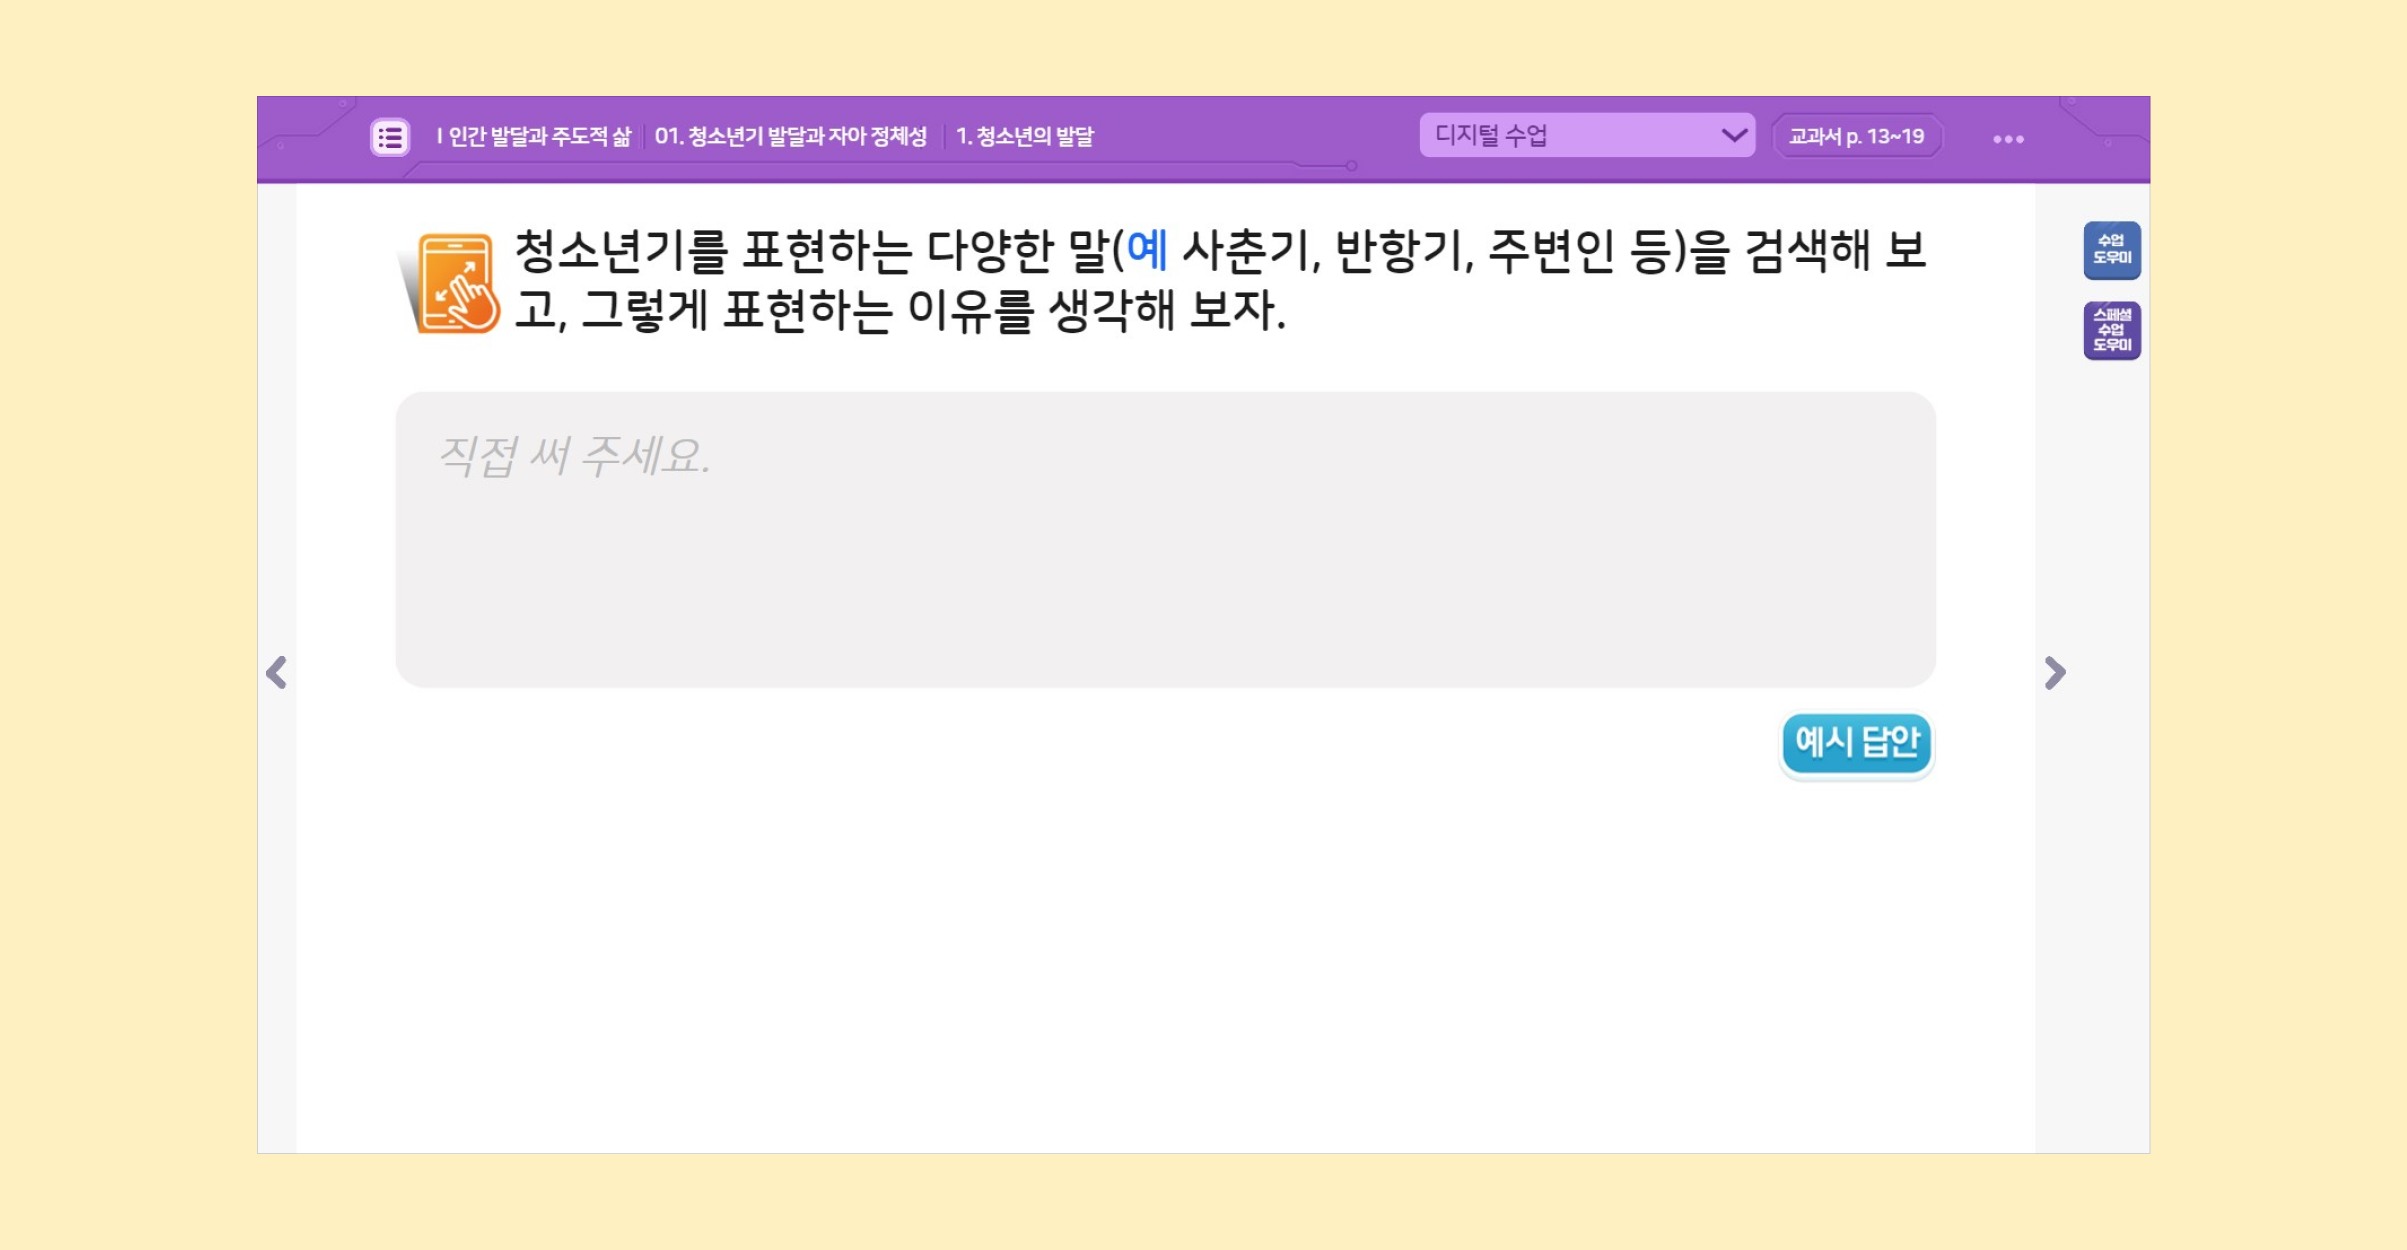 Ⅰ 인간 발달과 주도적 삶 01. 청소년기 발달과 자아 정체성 1. 청소년의 발달 디지털 수업 교과서 p. 13~19
청소년기를 표현하는 다양한 말(예 사춘기, 반항기, 주변인 등)을 검색해 보
고, 그렇게 표현하는 이유를 생각해 보자.
수업
도우미
스페셜
수업
도우미
직접 써 주세요.
예시 답안